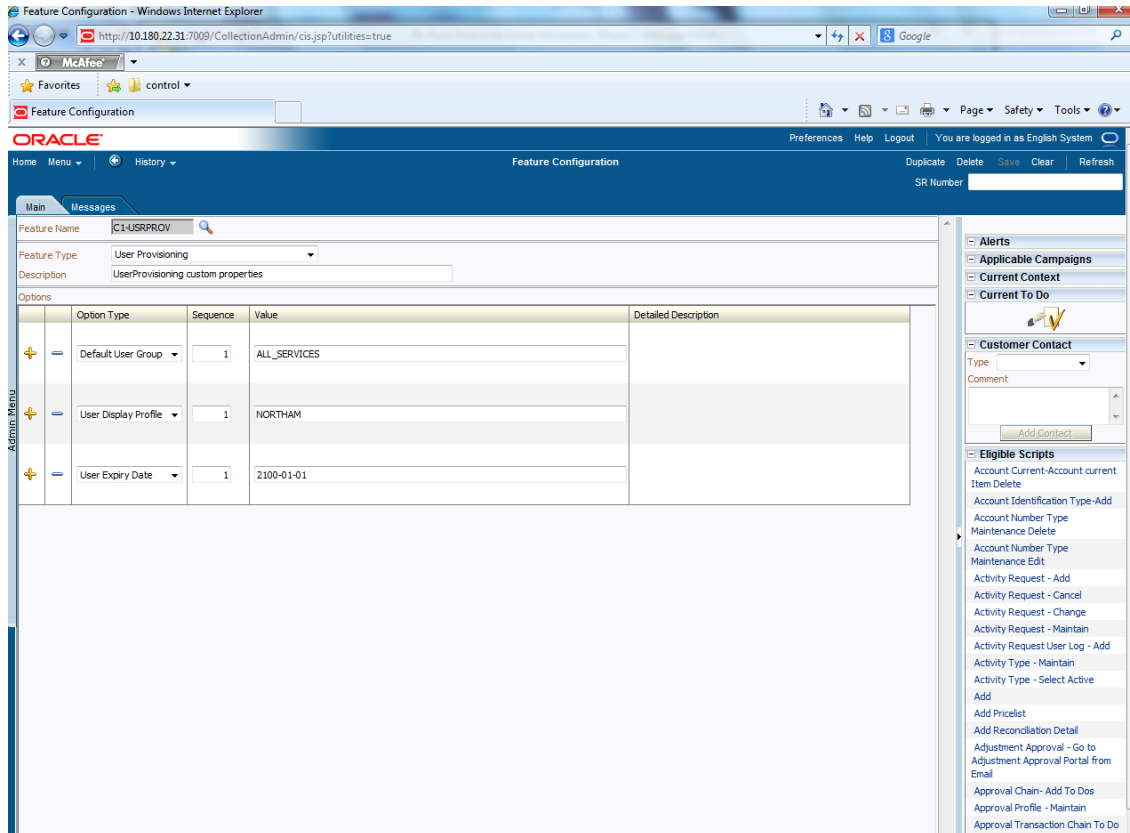 Feature Configuration - Windows Internet Explorer
http://10.180.22.31:7009/CollectionAdmin/cis.jsp?utilities=true
Google
X McAfee
Favorites control
Feature Configuration
Page Safety Tools
ORACLE
Preferences Help Logout You are logged in as English System
Home Menu History Feature Configuration Duplicate Delete Save Clear Refresh
SR Number
Main Messages
Feature Name C1-USRPROV
Feature Type User Provisioning
Description UserProvisioning custom properties
Options
Option Type Sequence Value Detailed Description
Default User Group 1 ALL_SERVICES
User Display Profile 1 NORTHAM
User Expiry Date 1 2100-01-01
Admin Menu
Alerts
Applicable Campaigns
Current Context
Current To Do
Customer Contact
Type
Comment
Add Contact
Eligible Scripts
Account Current-Account current
Item Delete
Account Identification Type-Add
Account Number Type
Maintenance Delete
Account Number Type
Maintenance Edit
Activity Request - Add
Activity Request - Cancel
Activity Request - Change
Activity Request - Maintain
Activity Request User Log - Add
Activity Type - Maintain
Activity Type - Select Active
Add
Add Pricelist
Add Reconciliation Detail
Adjustment Approval - Go to
Adjustment Approval Portal from
Email
Approval Chain- Add To Dos
Approval Profile - Maintain
Approval Transaction Chain To Do